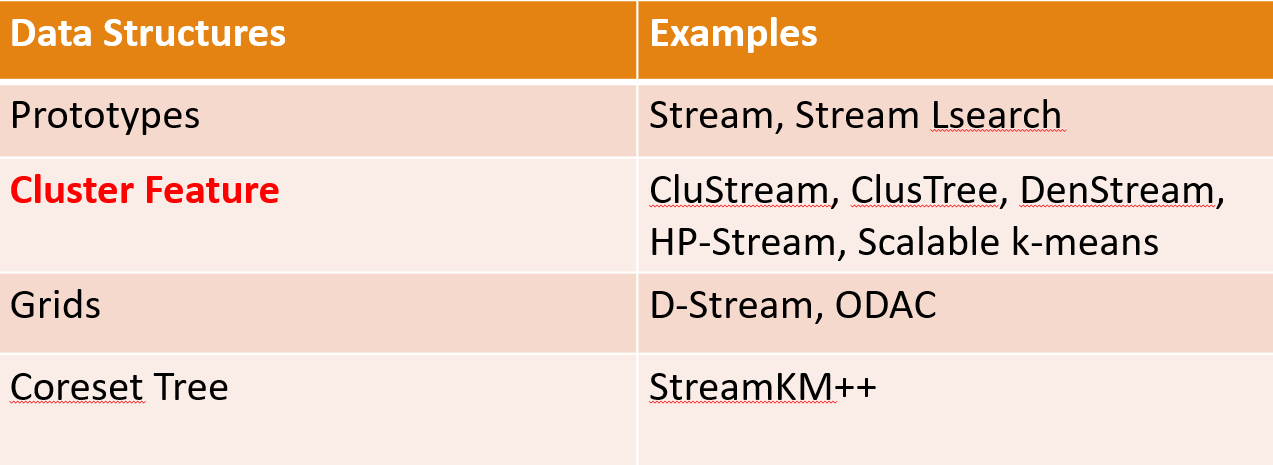 Data Structures Examples
Prototypes Stream, Stream Lsearch
Cluster Feature CluStream, ClusTree, DenStream,
HP-Stream, Scalable k-means
Grids D-Stream, ODAC
Coreset Tree StreamKM++